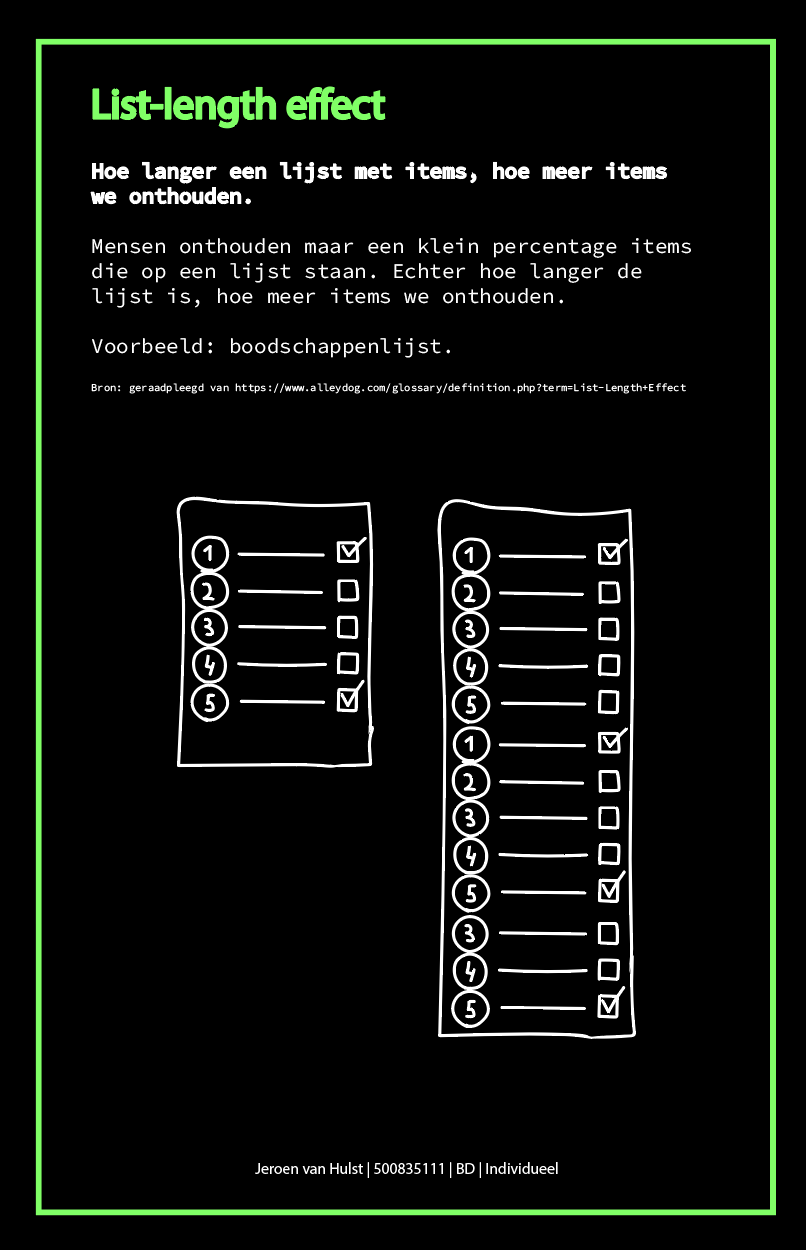 List-length effect
Hoe langer een lijst met items, hoe meer items
we onthouden.
Mensen onthouden maar een klein percentage items
die op een lijst staan. Echter hoe langer de
lijst is, hoe meer items we onthouden.
Voorbeeld: boodschappenlijst.
Bron: geraadpleegd van https://www.alleydog.com/glossary/definition.php?term=List-Length+Effect
1
2
3
4
5
1
2
3
4
5
1
2
3
4
5
3
4
5
Jeroen van Hulst | 500835111 | BD | Individueel